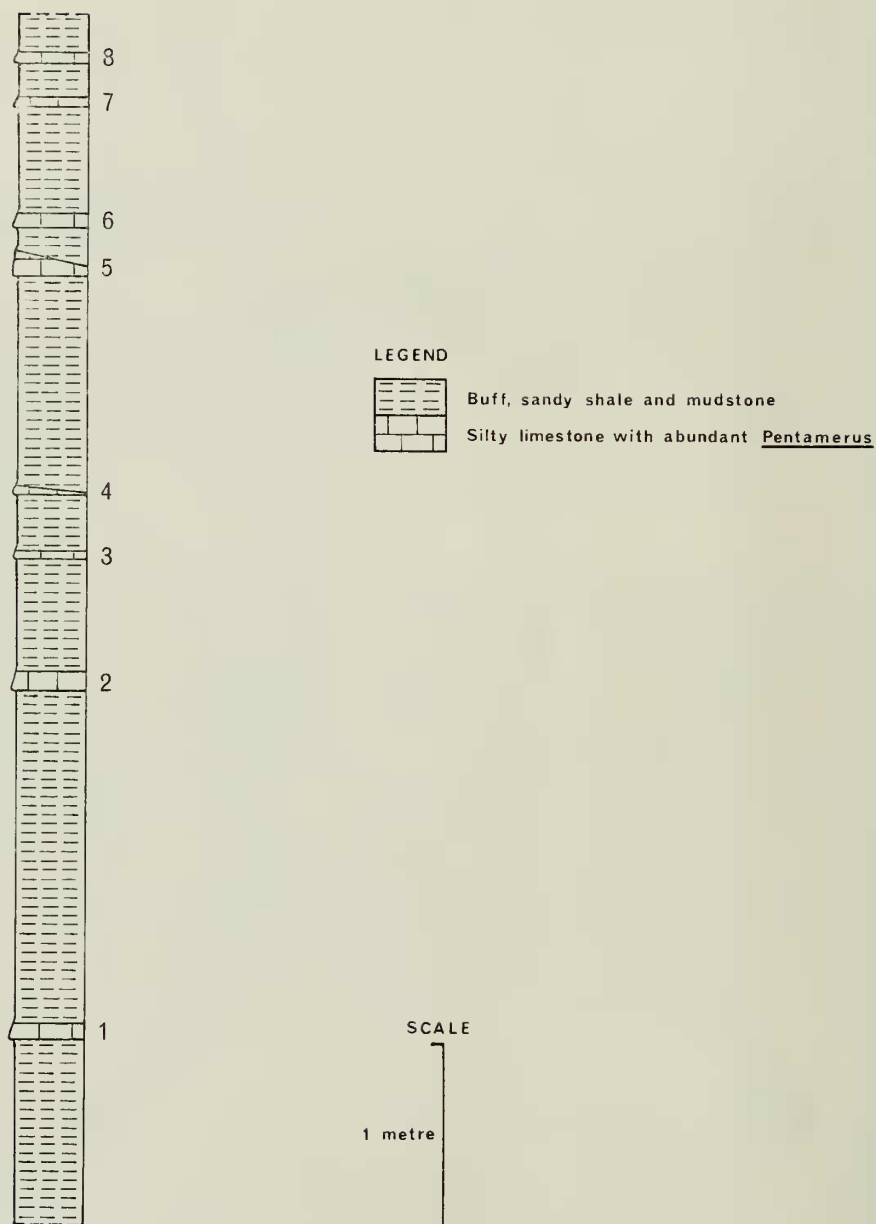 8
7
6
5
4
3
2
1
LEGEND
Buff, sandy shale and mudstone
Silty limestone with abundant Pentamerus
SCALE
1 metre